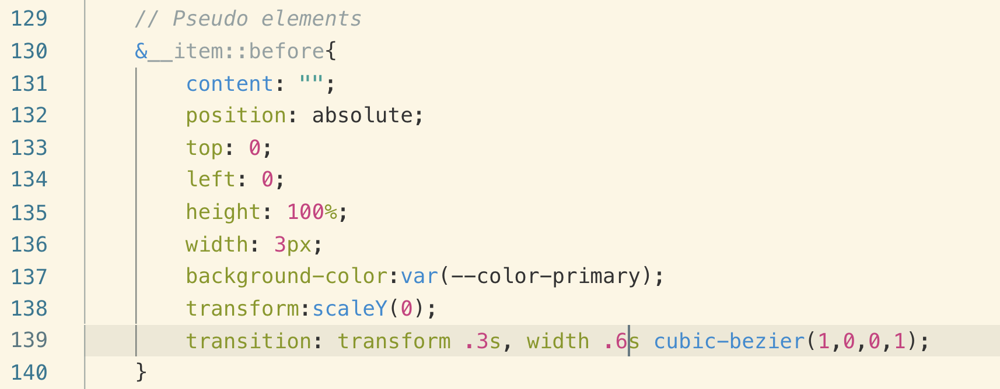 129 // Pseudo elements
130 &__item::before{
131 content: "";
132 position: absolute;
133 top: 0;
134 left: 0;
135 height: 100%;
136 width: 3px;
137 background-color:var(--color-primary);
138 transform:scaleY(0);
139 transition: transform .3s, width .6s cubic-bezier(1,0,0,1);
140 }